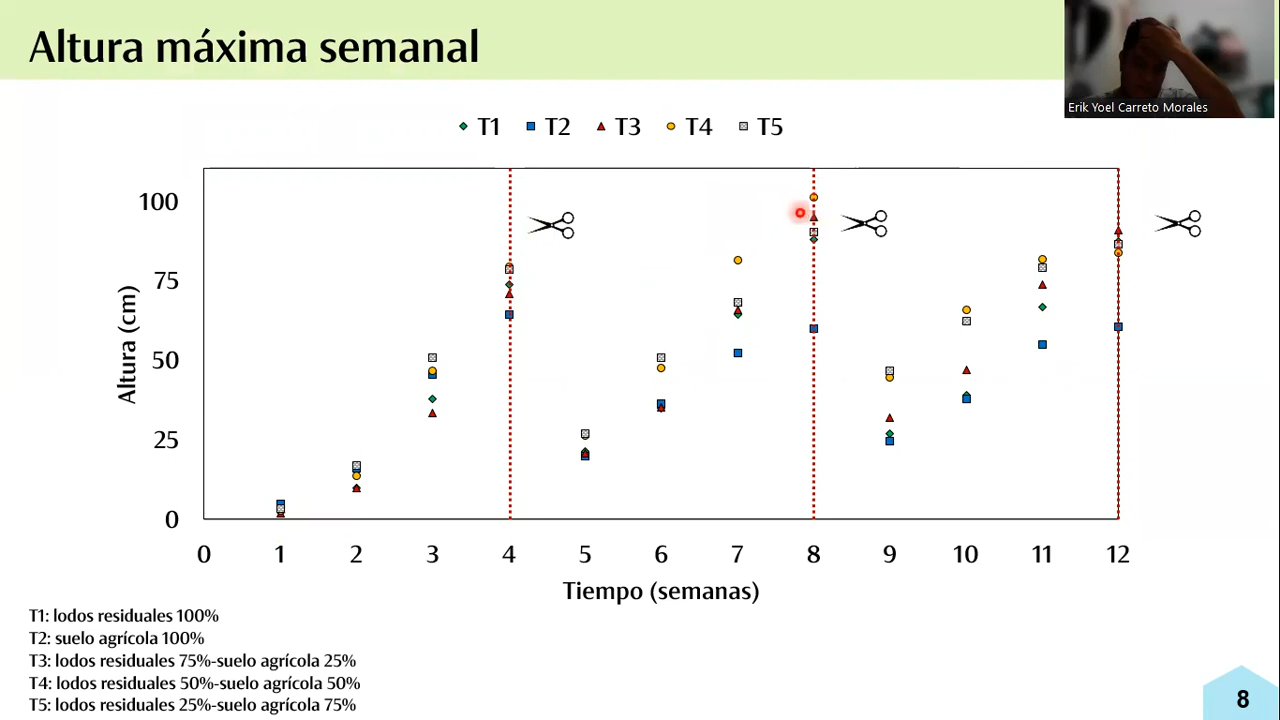 Altura máxima semanal
Erik Yoel Carreto Morales
T1 T2 T3 T4 T5
100
75
50
25
0
Altura (cm)
0 1 2 3 4 5 6 7 8 9 10 11 12
Tiempo (semanas)
T1: lodos residuales 100%
T2: suelo agrícola 100%
T3: lodos residuales 75%-suelo agrícola 25%
T4: lodos residuales 50%-suelo agrícola 50%
T5: lodos residuales 25%-suelo agrícola 75%
8